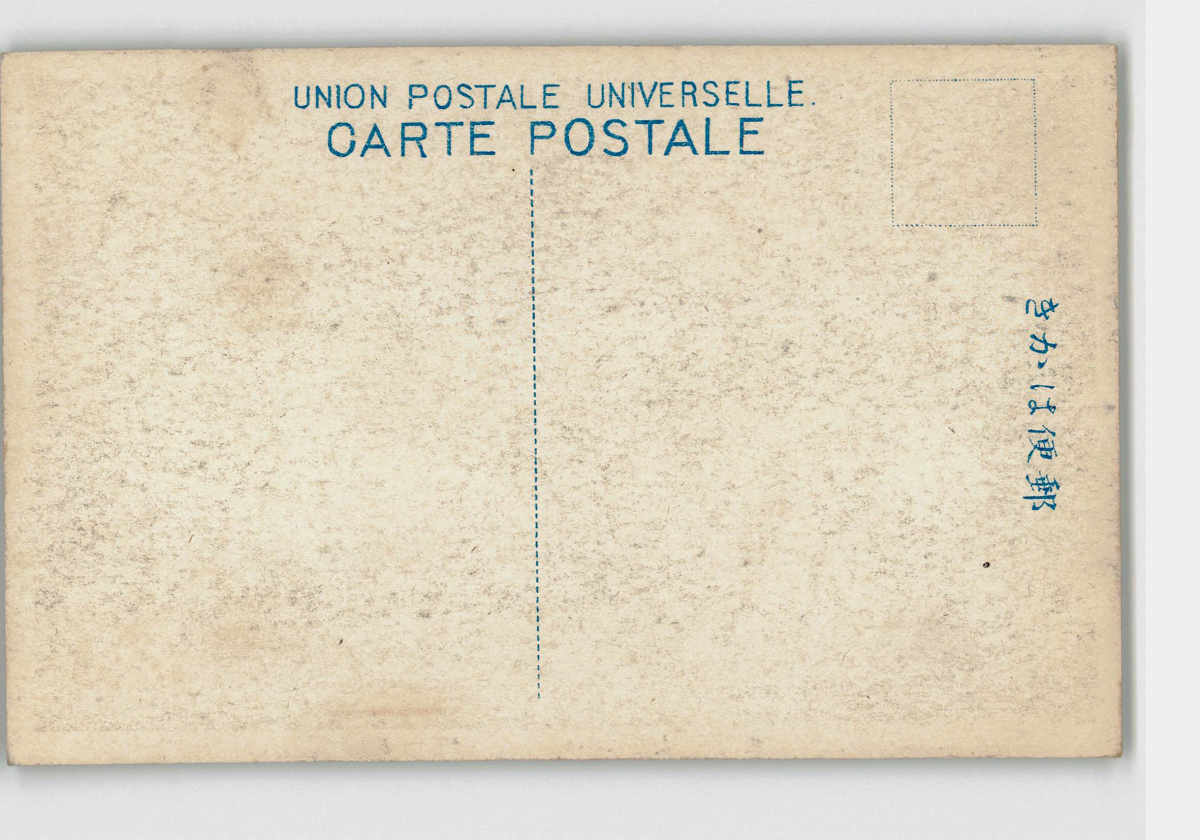 UNION POSTALE UNIVERSELLE.
CARTE POSTALE
郵便はかき